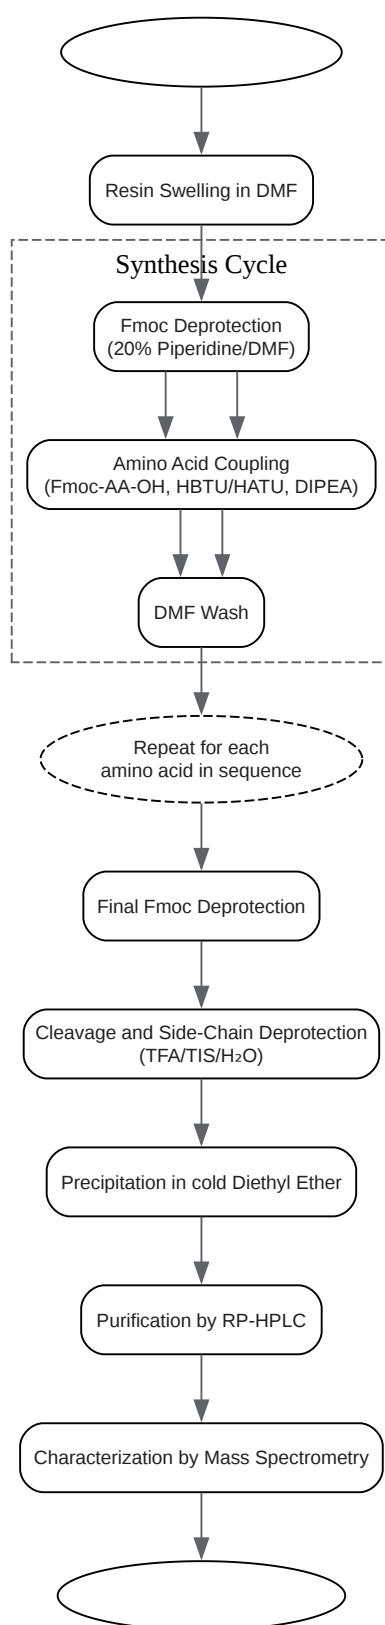 Resin Swelling in DMF
Synthesis Cycle
Fmoc Deprotection
(20% Piperidine/DMF)
Amino Acid Coupling
(Fmoc-AA-OH, HBTU/HATU, DIPEA)
DMF Wash
Repeat for each
amino acid in sequence
Final Fmoc Deprotection
Cleavage and Side-Chain Deprotection
(TFA/TIS/H₂O)
Precipitation in cold Diethyl Ether
Purification by RP-HPLC
Characterization by Mass Spectrometry